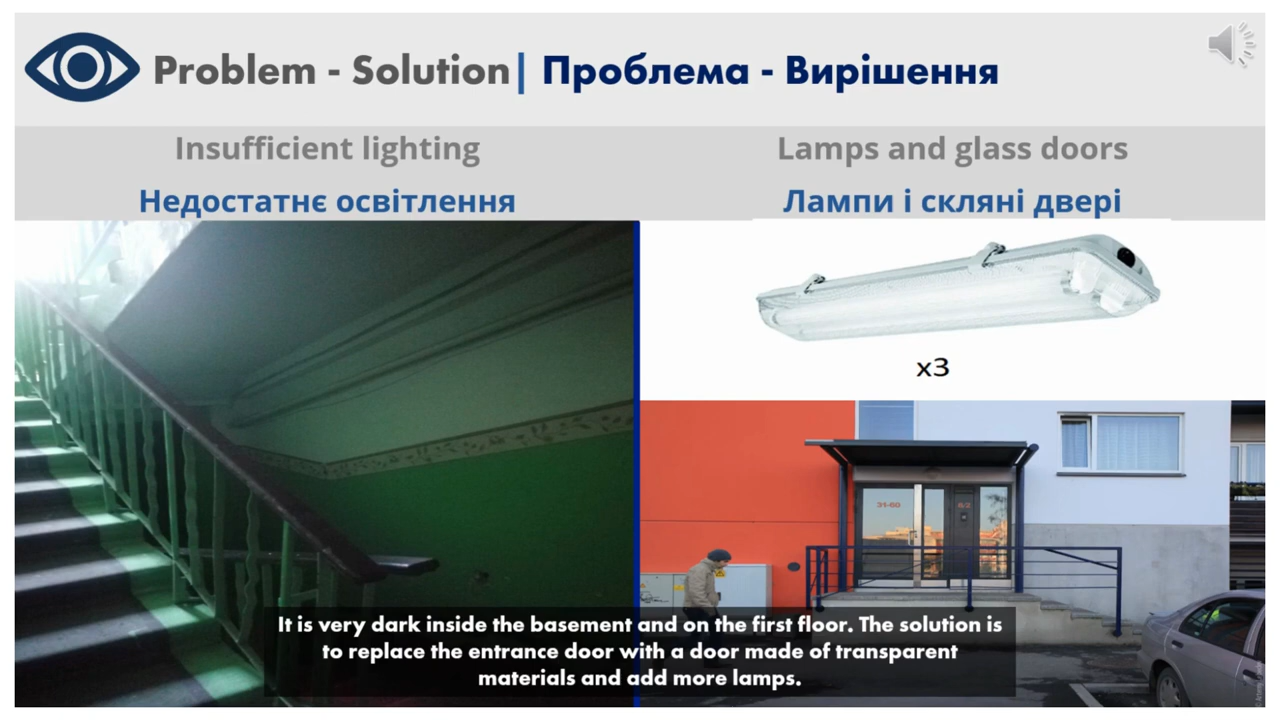 Problem - Solution| Проблема - Вирішення
Insufficient lighting
Недостатнє освітлення
Lamps and glass doors
Лампи і скляні двері
x3
31-60
It is very dark inside the basement and on the first floor. The solution is
to replace the entrance door with a door made of transparent
materials and add more lamps.